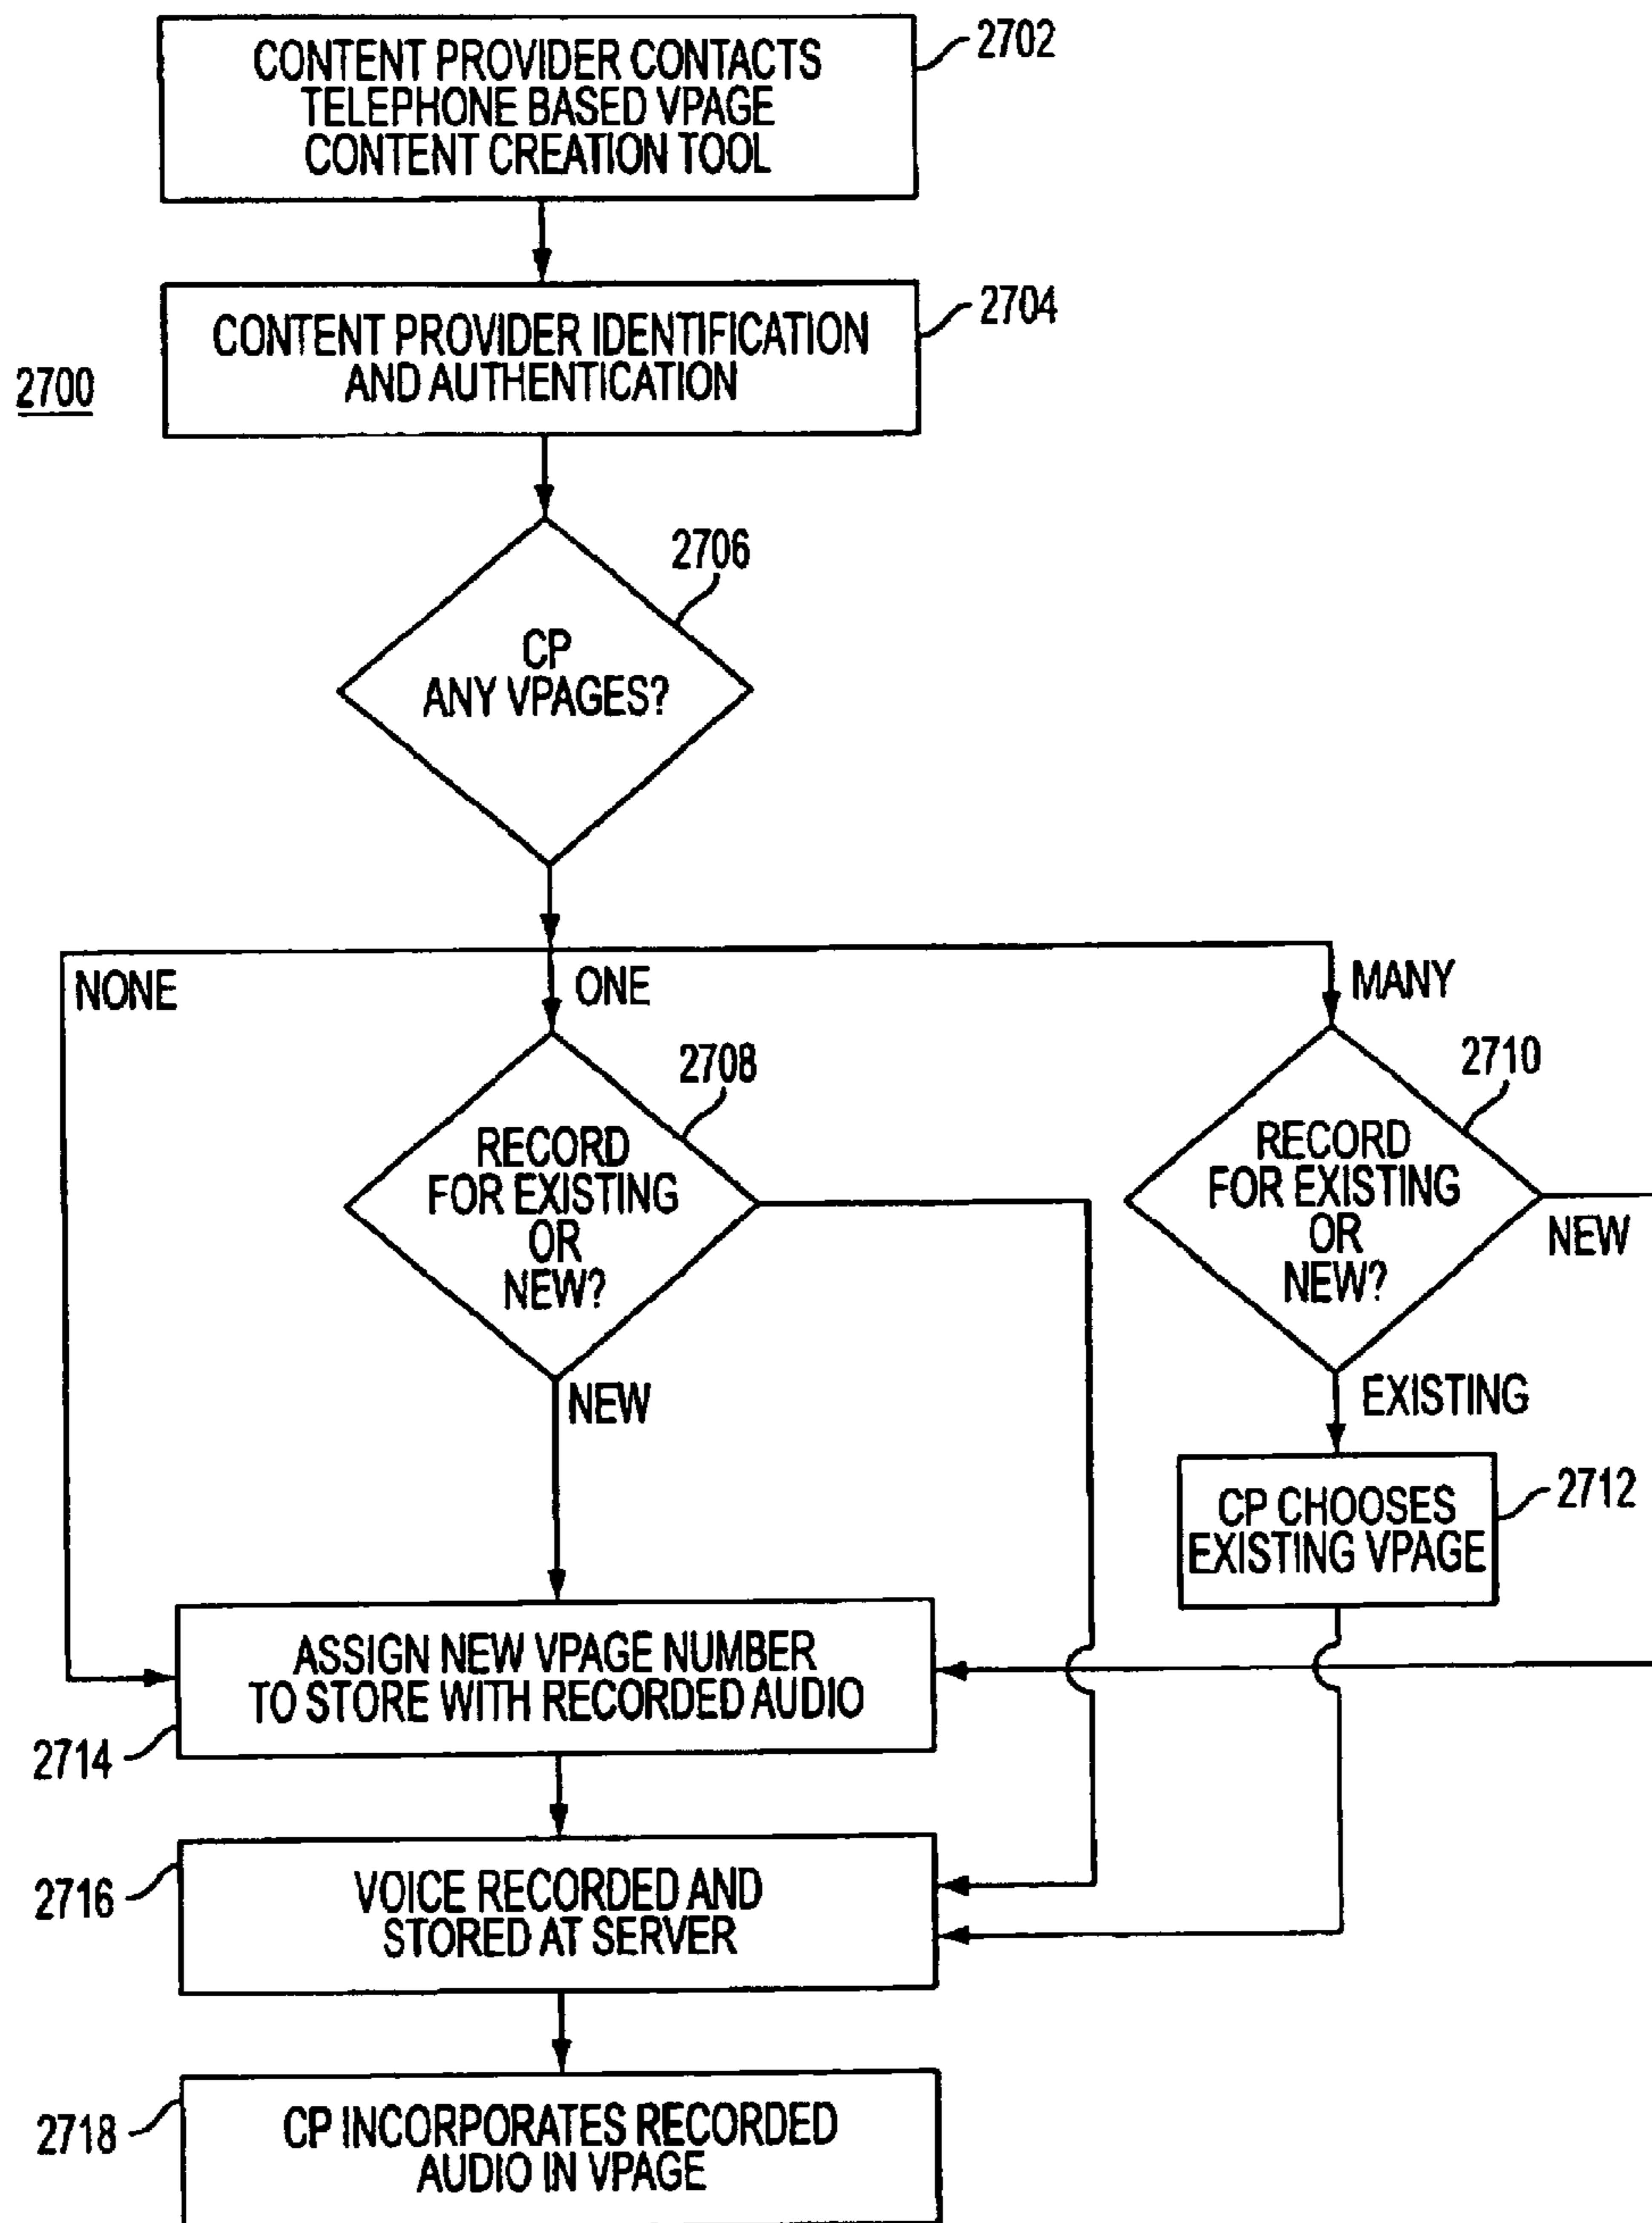 CONTENT PROVIDER CONTACTS
TELEPHONE BASED VPAGE
CONTENT CREATION TOOL
2702
CONTENT PROVIDER IDENTIFICATION
AND AUTHENTICATION
2704
2700
2706
CP
ANY VPAGES?
NONE
ONE
MANY
2708
RECORD
FOR EXISTING
OR
NEW?
NEW
2710
RECORD
FOR EXISTING
OR
NEW?
NEW
EXISTING
CP CHOOSES
EXISTING VPAGE
2712
ASSIGN NEW VPAGE NUMBER
TO STORE WITH RECORDED AUDIO
2714
VOICE RECORDED AND
STORED AT SERVER
2716
CP INCORPORATES RECORDED
AUDIO IN VPAGE
2718